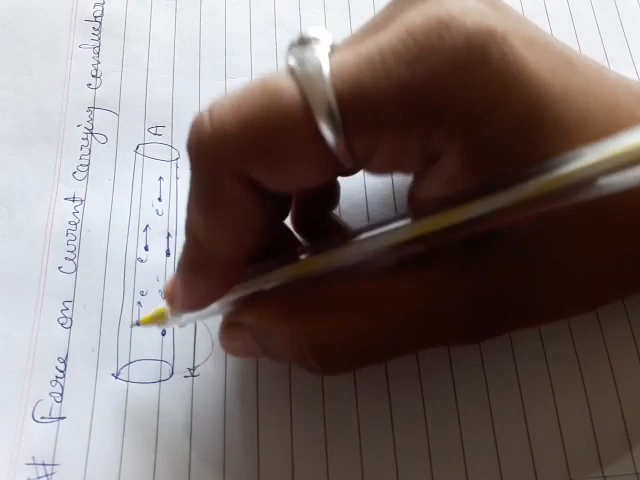 # Force on current carrying conductor
A
e⁻
e
e
e⁻